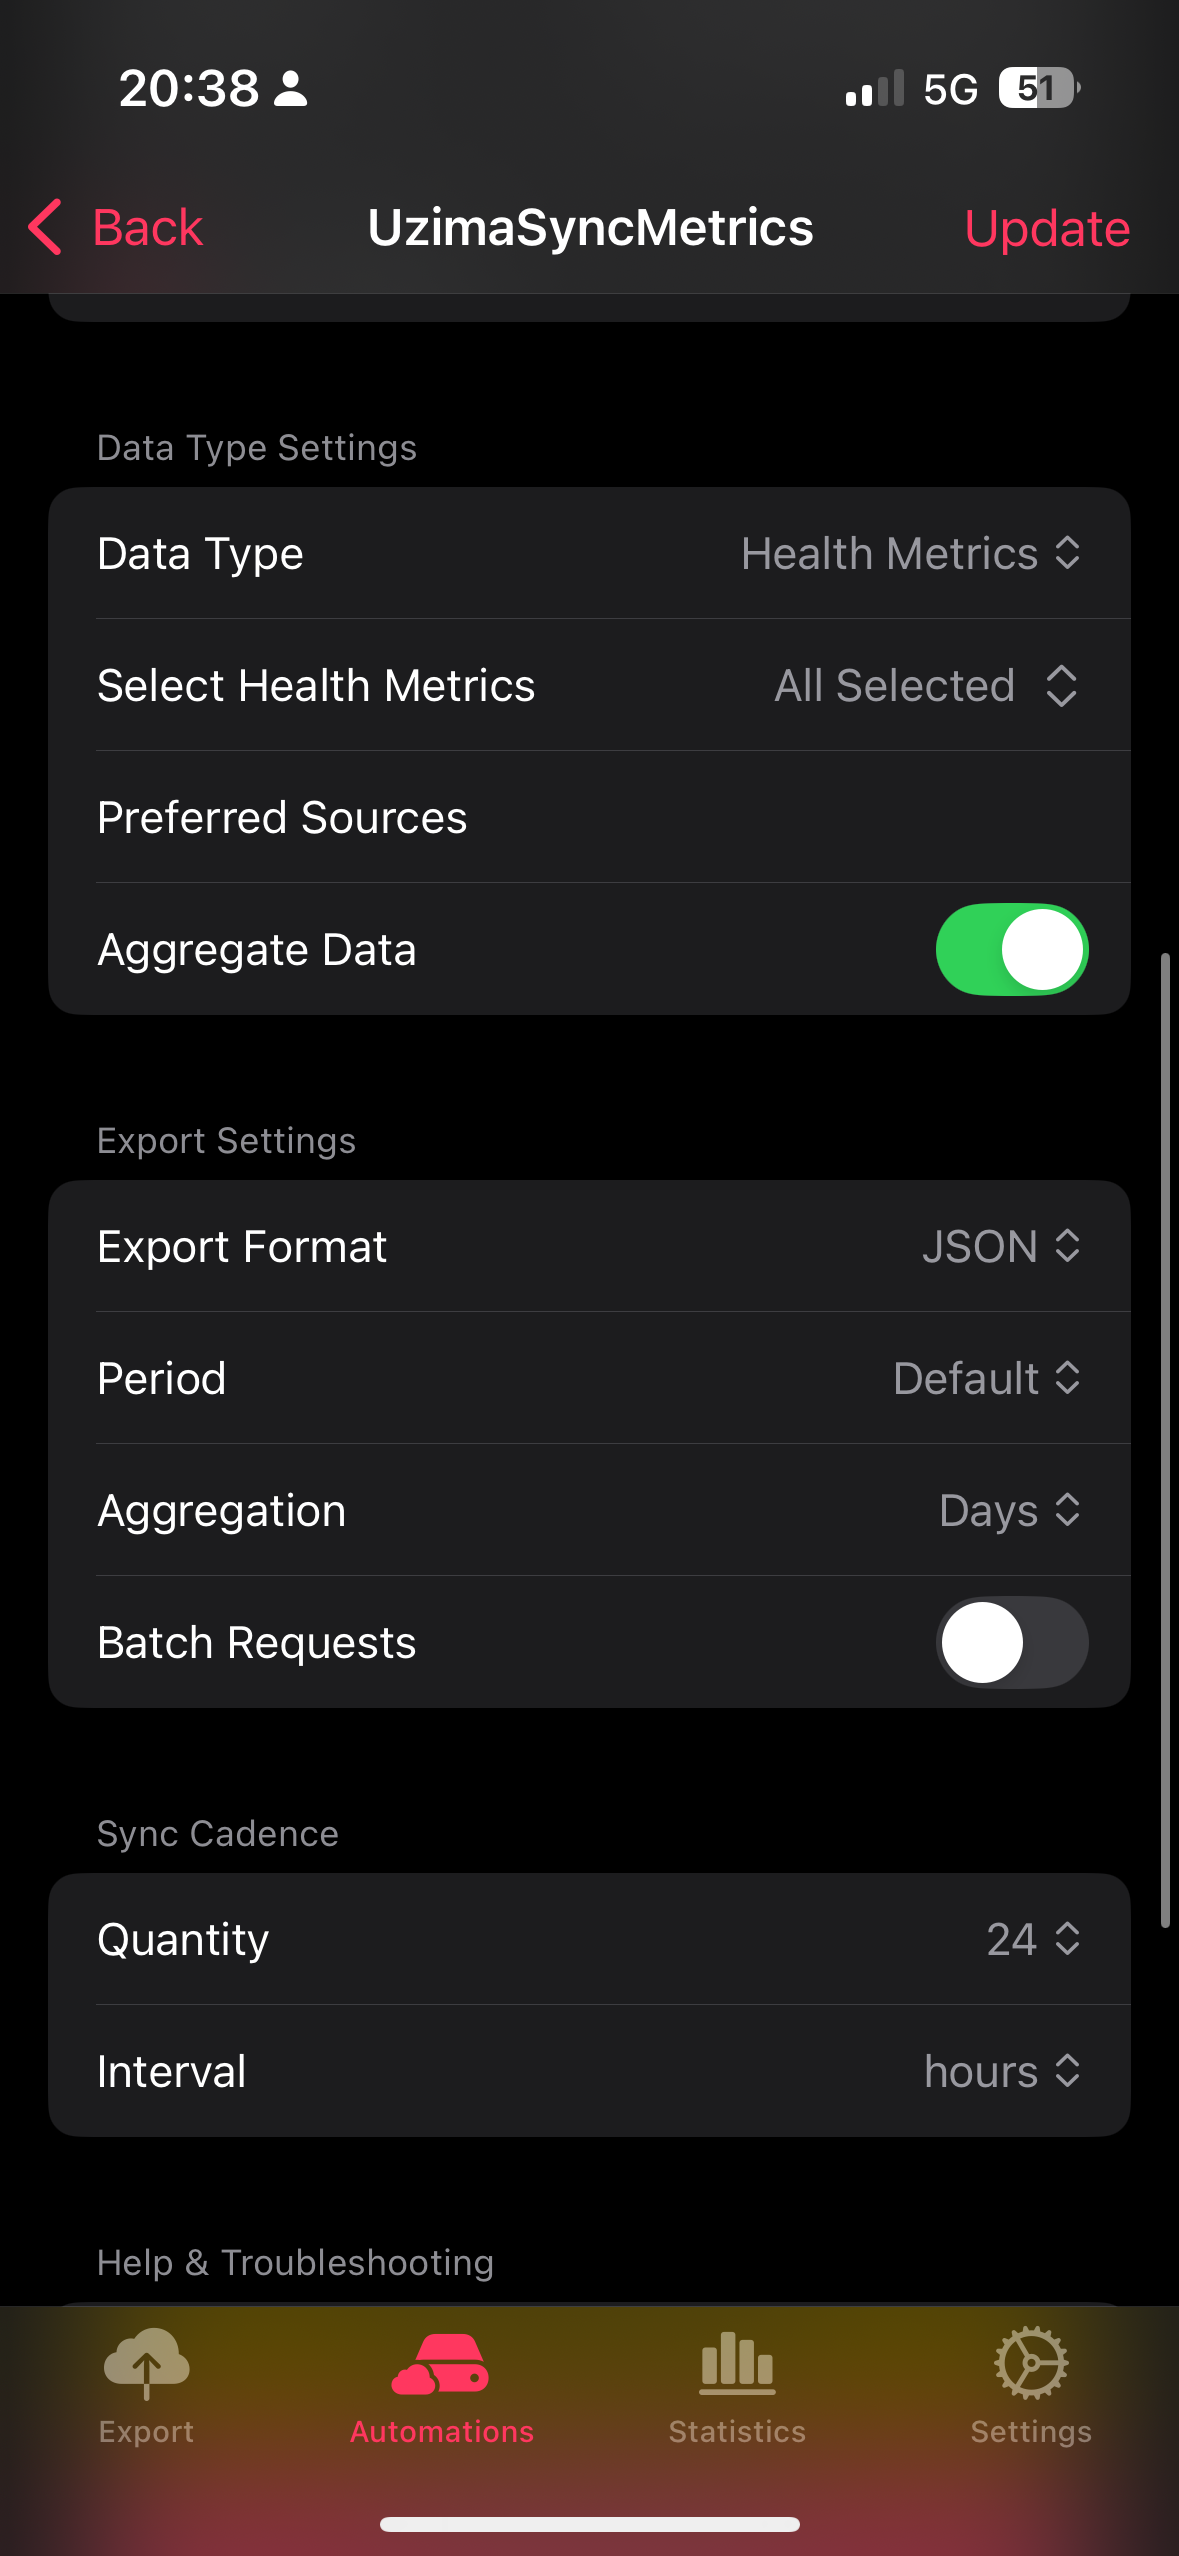 20:38
5G 51
Back UzimaSyncMetrics Update
Data Type Settings
Data Type Health Metrics
Select Health Metrics All Selected
Preferred Sources
Aggregate Data
Export Settings
Export Format JSON
Period Default
Aggregation Days
Batch Requests
Sync Cadence
Quantity 24
Interval hours
Help & Troubleshooting
Export Automations Statistics Settings